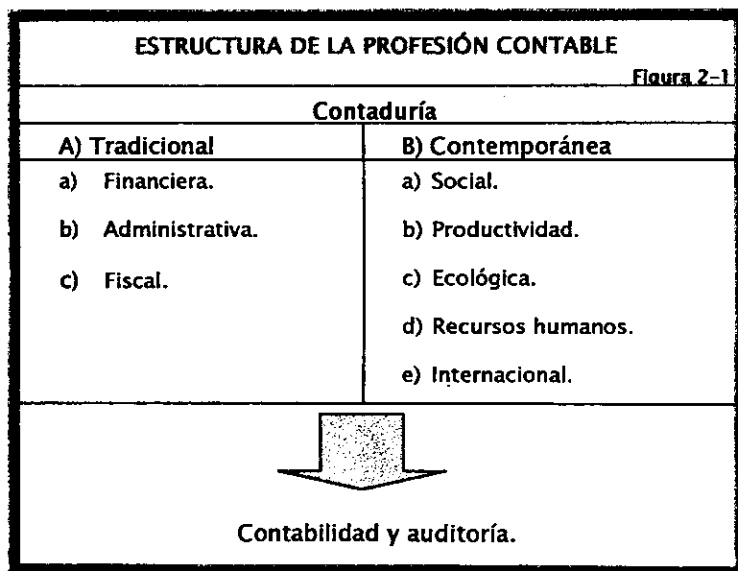 ESTRUCTURA DE LA PROFESIÓN CONTABLE
Figura 2-1
Contaduría
A) Tradicional
a) Financiera.
b) Administrativa.
c) Fiscal.
B) Contemporánea
a) Social.
b) Productividad.
c) Ecológica.
d) Recursos humanos.
e) Internacional.
Contabilidad y auditoría.